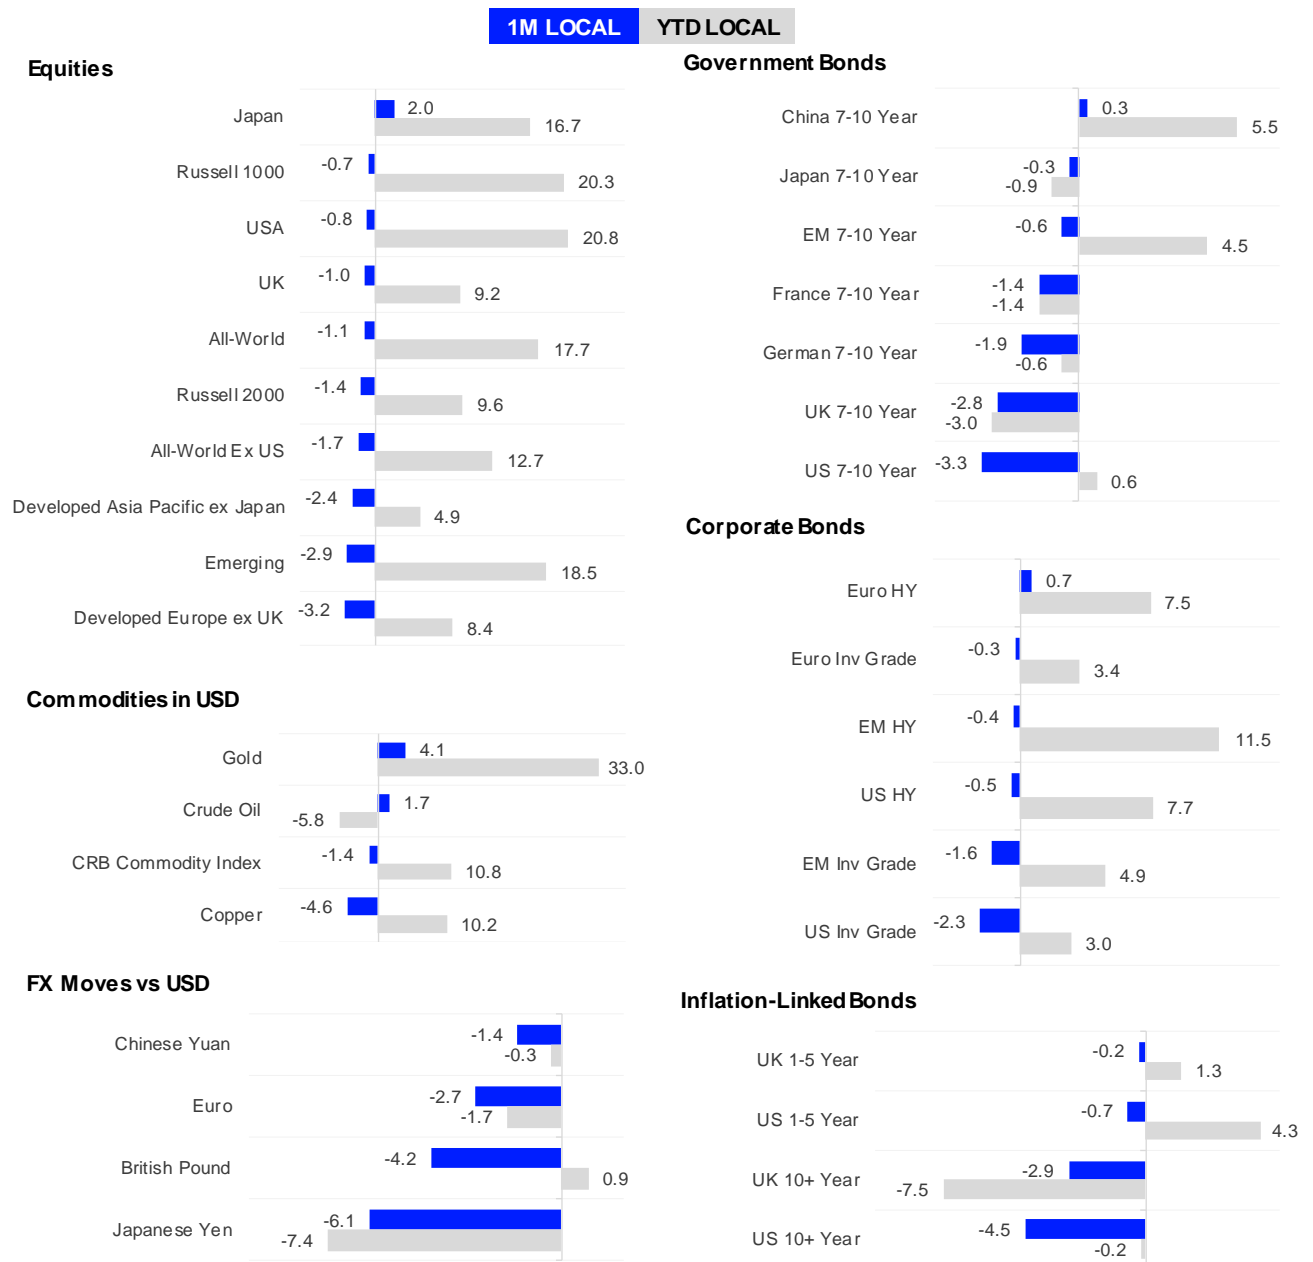 1M LOCAL YTD LOCAL
Equities
Japan 2.0 16.7
Russell 1000 -0.7 20.3
USA -0.8 20.8
UK -1.0 9.2
All-World -1.1 17.7
Russell 2000 -1.4 9.6
All-World Ex US -1.7 12.7
Developed Asia Pacific ex Japan -2.4 4.9
Emerging -2.9 18.5
Developed Europe ex UK -3.2 8.4
Commodities in USD
Gold 4.1 33.0
Crude Oil 1.7 -5.8
CRB Commodity Index -1.4 10.8
Copper -4.6 10.2
FX Moves vs USD
Chinese Yuan -1.4 -0.3
Euro -2.7 -1.7
British Pound -4.2 0.9
Japanese Yen -6.1 -7.4
Government Bonds
China 7-10 Year 0.3 5.5
Japan 7-10 Year -0.3 -0.9
EM 7-10 Year -0.6 4.5
France 7-10 Year -1.4 -1.4
German 7-10 Year -1.9 -0.6
UK 7-10 Year -2.8 -3.0
US 7-10 Year -3.3 0.6
Corporate Bonds
Euro HY 0.7 7.5
Euro Inv Grade -0.3 3.4
EM HY -0.4 11.5
US HY -0.5 7.7
EM Inv Grade -1.6 4.9
US Inv Grade -2.3 3.0
Inflation-Linked Bonds
UK 1-5 Year -0.2 1.3
US 1-5 Year -0.7 4.3
UK 10+ Year -2.9 -7.5
US 10+ Year -4.5 -0.2